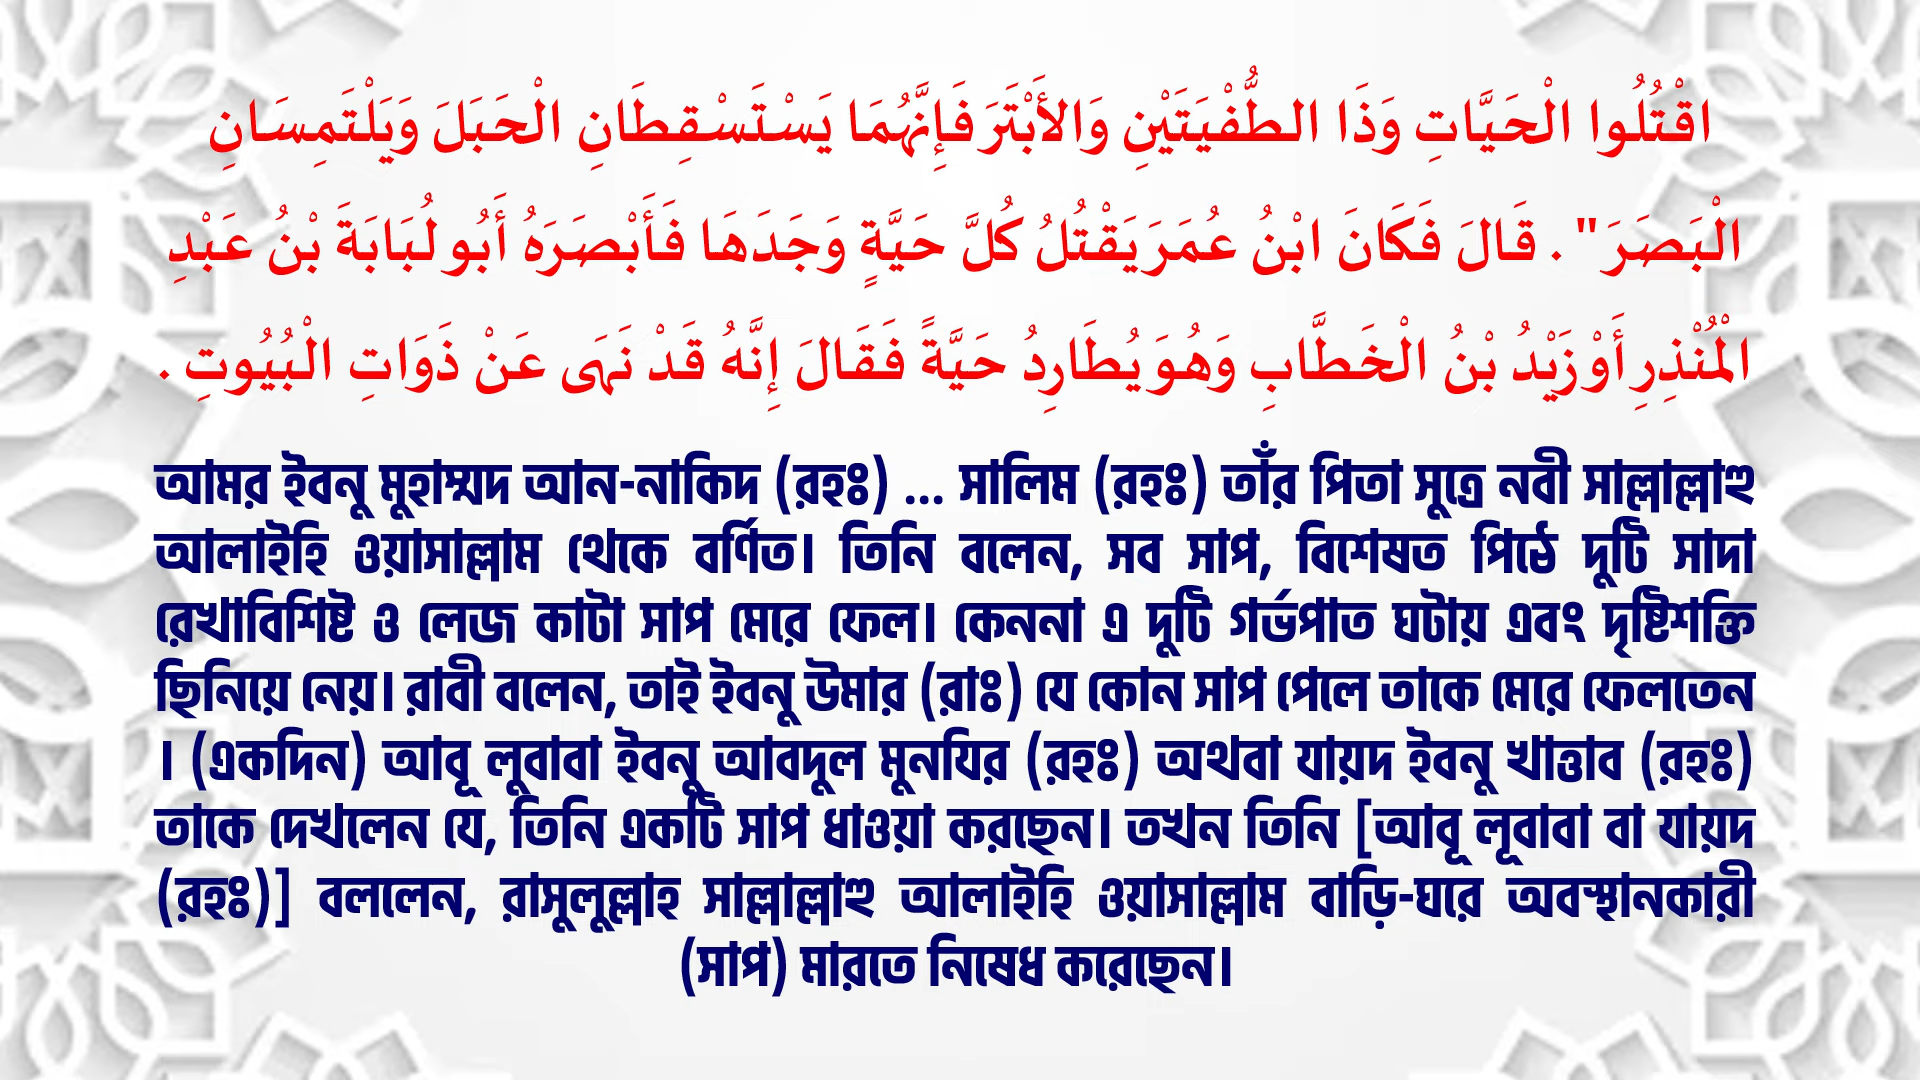 اقْتُلُوا الْحَيَّاتِ وَذَا الطُّفْيَتَيْنِ وَالأَبْتَرَ فَإِنَّهُمَا يَسْتَسْقِطَانِ الْحَبَلَ وَيَلْتَمِسَانِ
الْبَصَرَ" . قَالَ فَكَانَ ابْنُ عُمَرَ يَقْتُلُ كُلَّ حَيَّةٍ وَجَدَهَا فَأَبْصَرَهُ أَبُو لُبَابَةَ بْنُ عَبْدِ
الْمُنْذِرِ أَوْ زَيْدُ بْنُ الْخَطَّابِ وَهُوَ يُطَارِدُ حَيَّةً فَقَالَ إِنَّهُ قَدْ نَهَى عَنْ ذَوَاتِ الْبُيُوتِ .
আমর ইবনু মুহাম্মদ আন-নাকিদ (রহঃ) ... সালিম (রহঃ) তাঁর পিতা সূত্রে নবী সাল্লাল্লাহু
আলাইহি ওয়াসাল্লাম থেকে বর্ণিত। তিনি বলেন, সব সাপ, বিশেষত পিঠে দুটি সাদা
রেখাবিশিষ্ট ও লেজ কাটা সাপ মেরে ফেল। কেননা এ দুটি গর্ভপাত ঘটায় এবং দৃষ্টিশক্তি
ছিনিয়ে নেয়। রাবী বলেন, তাই ইবনু উমার (রাঃ) যে কোন সাপ পেলে তাকে মেরে ফেলতেন
। (একদিন) আবূ লুবাবা ইবনু আবদুল মুনযির (রহঃ) অথবা যায়দ ইবনু খাত্তাব (রহঃ)
তাকে দেখলেন যে, তিনি একটি সাপ ধাওয়া করছেন। তখন তিনি [আবূ লূবাবা বা যায়দ
(রহঃ)] বললেন, রাসুলুল্লাহ সাল্লাল্লাহু আলাইহি ওয়াসাল্লাম বাড়ি-ঘরে অবস্থানকারী
(সাপ) মারতে নিষেধ করেছেন।